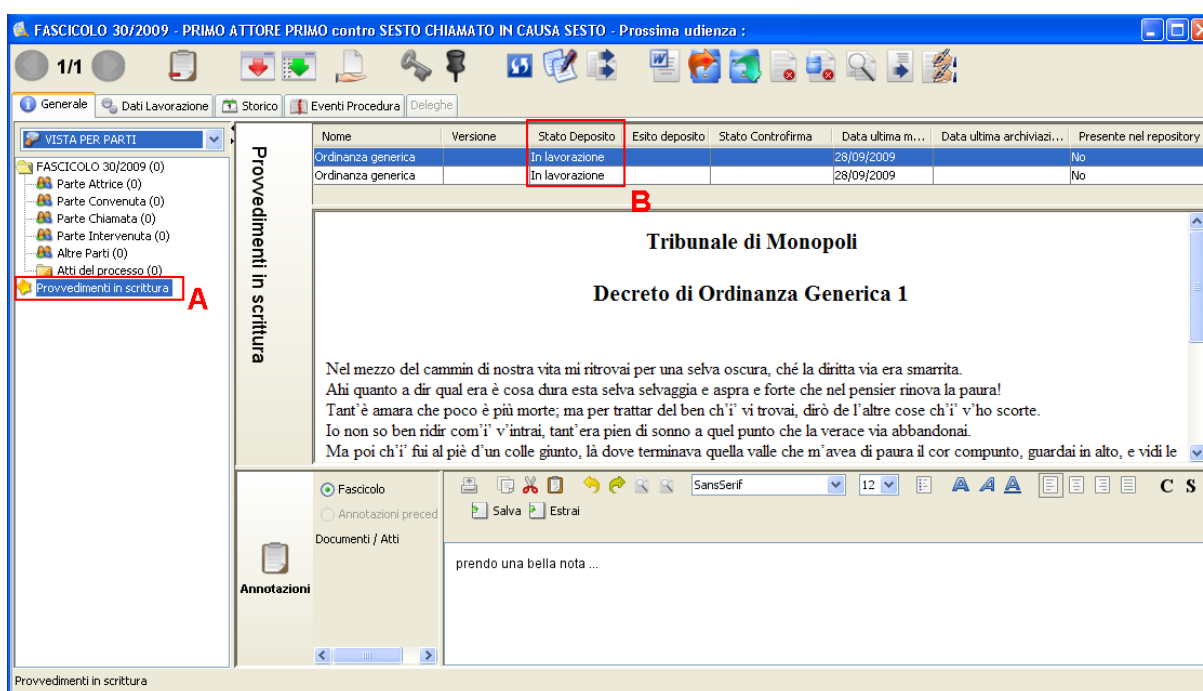 FASCICOLO 30/2009 - PRIMO ATTORE PRIMO contro SESTO CHIAMATO IN CAUSA SESTO - Prossima udienza :
1/1
Generale Dati Lavorazione Storico Eventi Procedura Deleghe
VISTA PER PARTI
FASCICOLO 30/2009 (0)
Parte Attrice (0)
Parte Convenuta (0)
Parte Chiamata (0)
Parte Intervenuta (0)
Altre Parti (0)
Atti del processo (0)
Provvedimenti in scrittura
A
Provvedimenti in scrittura
Nome Versione Stato Deposito Esito deposito Stato Controfirma Data ultima m... Data ultima archiviazi... Presente nel repository
Ordinanza generica In lavorazione 28/09/2009 No
Ordinanza generica In lavorazione 28/09/2009 No
B
Tribunale di Monopoli
Decreto di Ordinanza Generica 1
Nel mezzo del cammin di nostra vita mi ritrovai per una selva oscura, ché la diritta via era smarrita.
Ahi quanto a dir qual era è cosa dura esta selva selvaggia e aspra e forte che nel pensier rinova la paura!
Tant'è amara che poco è più morte; ma per trattar del ben ch'i' vi trovai, dirò de l'altre cose ch'i' v'ho scorte.
Io non so ben ridir com'i' v'intrai, tant'era pien di sonno a quel punto che la verace via abbandonai.
Ma poi ch'i' fui al piè d'un colle giunto, là dove terminava quella valle che m'avea di paura il cor compunto, guardai in alto, e vidi le
Annotazioni
Fascicolo
Annotazioni preced
Documenti / Atti
SansSerif 12 A A A C S
Salva Estrai
prendo una bella nota ...
Provvedimenti in scrittura